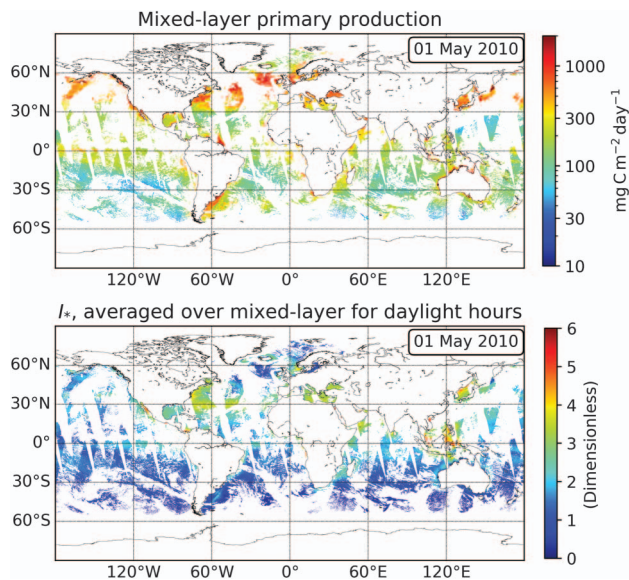 Mixed-layer primary production
01 May 2010
60°N
30°N
0°
30°S
60°S
120°W 60°W 0° 60°E 120°E
1000
300
100
30
10
mg C m⁻² day⁻¹
I*, averaged over mixed-layer for daylight hours
01 May 2010
60°N
30°N
0°
30°S
60°S
120°W 60°W 0° 60°E 120°E
6
5
4
3
2
1
0
(Dimensionless)